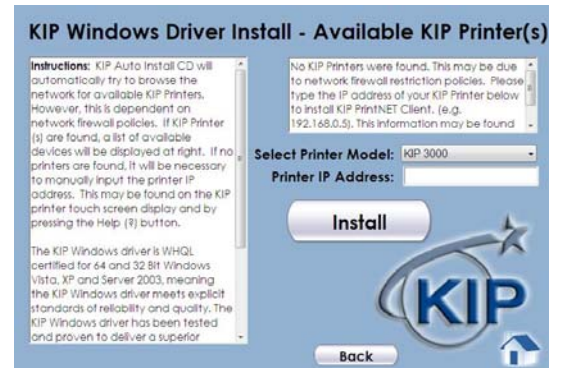 KIP Windows Driver Install - Available KIP Printer(s)
Instructions: KIP Auto Install CD will
automatically try to browse the
network for available KIP Printers.
However, this is dependent on
network firewall policies. If KIP Printer
(s) are found, a list of available
devices will be displayed at right. If no
printers are found, it will be necessary
to manually input the printer IP
address. This may be found on the KIP
printer touch screen display and by
pressing the Help (?) button.
The KIP Windows driver is WHQL
certified for 64 and 32 Bit Windows
Vista, XP and Server 2003, meaning
the KIP Windows driver meets explicit
standards of reliability and quality. The
KIP Windows driver has been tested
and proven to deliver a superior
No KIP Printers were found. This may be due
to network firewall restriction policies. Please
type the IP address of your KIP Printer below
to install KIP PrintNET Client. (e.g.
192.168.0.5). This information may be found
Select Printer Model: KIP 3000
Printer IP Address:
Install
KIP
Back